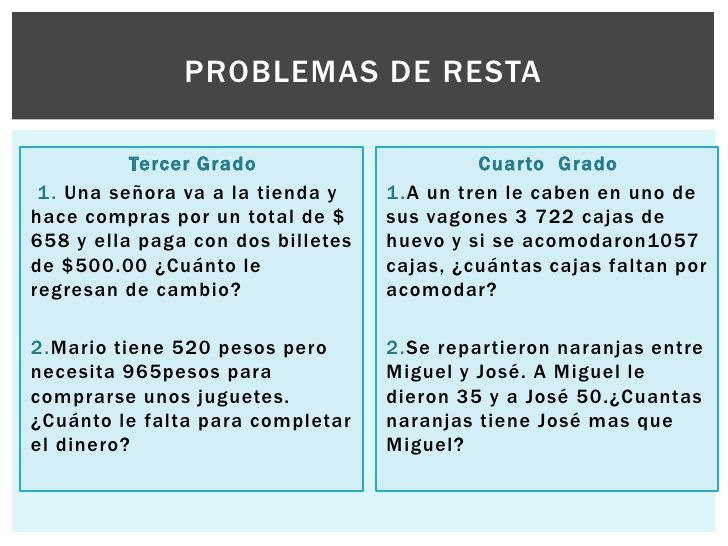 PROBLEMAS DE RESTA
Tercer Grado
1. Una señora va a la tienda y
hace compras por un total de $
658 y ella paga con dos billetes
de $500.00 ¿Cuánto le
regresan de cambio?
2.Mario tiene 520 pesos pero
necesita 965pesos para
comprarse unos juguetes.
¿Cuánto le falta para completar
el dinero?
Cuarto Grado
1.A un tren le caben en uno de
sus vagones 3 722 cajas de
huevo y si se acomodaron1057
cajas, ¿cuántas cajas faltan por
acomodar?
2.Se repartieron naranjas entre
Miguel y José. A Miguel le
dieron 35 y a José 50.¿Cuantas
naranjas tiene José mas que
Miguel?